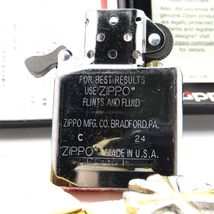 FOR BEST RESULTS
USE ZIPPO®
FLINTS AND FLUID
ZIPPO MFG. CO. BRADFORD, PA.
C 24
ZIPPO® MADE IN U.S.A.